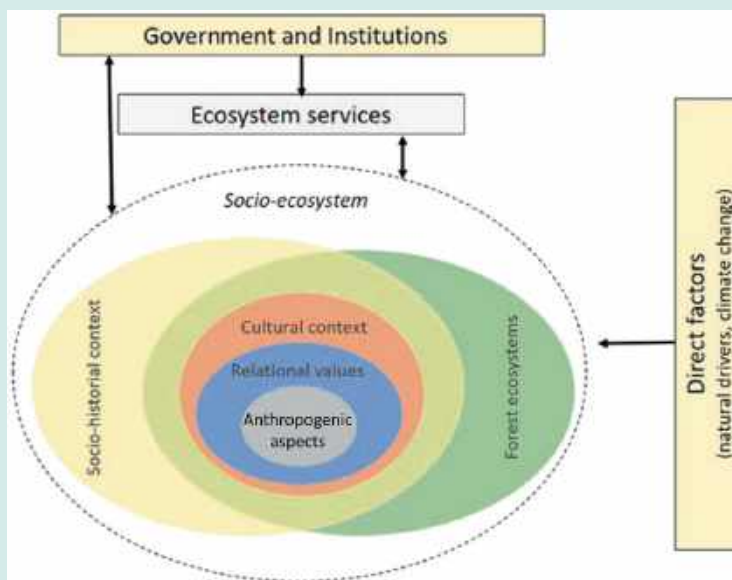 Government and Institutions
Ecosystem services
Socio-ecosystem
Socio-historial context
Cultural context
Relational values
Anthropogenic
aspects
Forest ecosystems
Direct factors
(natural drivers, climate change)